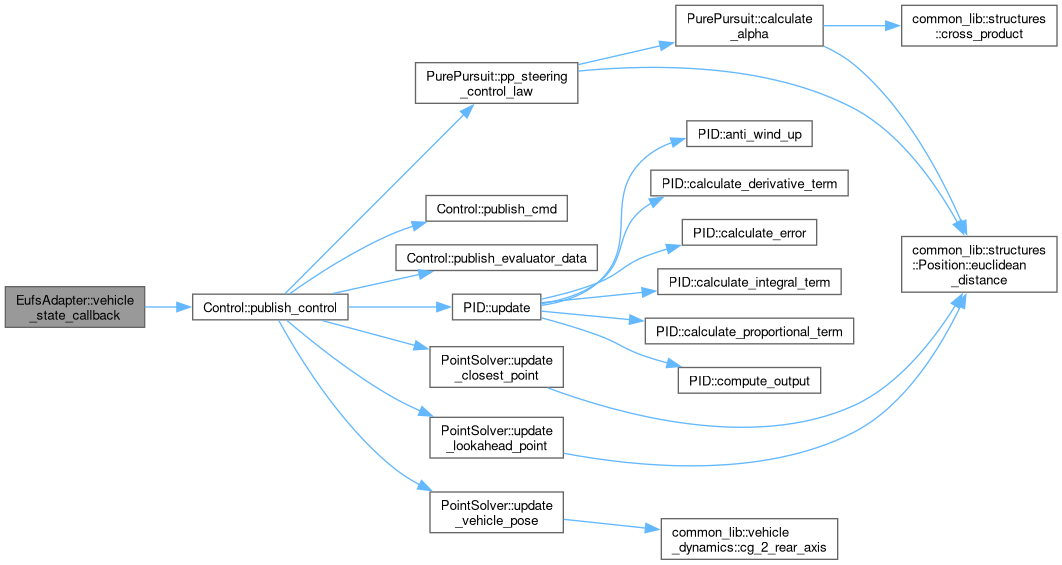 EufsAdapter::vehicle
_state_callback
Control::publish_control
PurePursuit::pp_steering
_control_law
Control::publish_cmd
Control::publish_evaluator_data
PID::update
PointSolver::update
_closest_point
PointSolver::update
_lookahead_point
PointSolver::update
_vehicle_pose
PurePursuit::calculate
_alpha
PID::anti_wind_up
PID::calculate_derivative_term
PID::calculate_error
PID::calculate_integral_term
PID::calculate_proportional_term
PID::compute_output
common_lib::vehicle
_dynamics::cg_2_rear_axis
common_lib::structures
::cross_product
common_lib::structures
::Position::euclidean
_distance